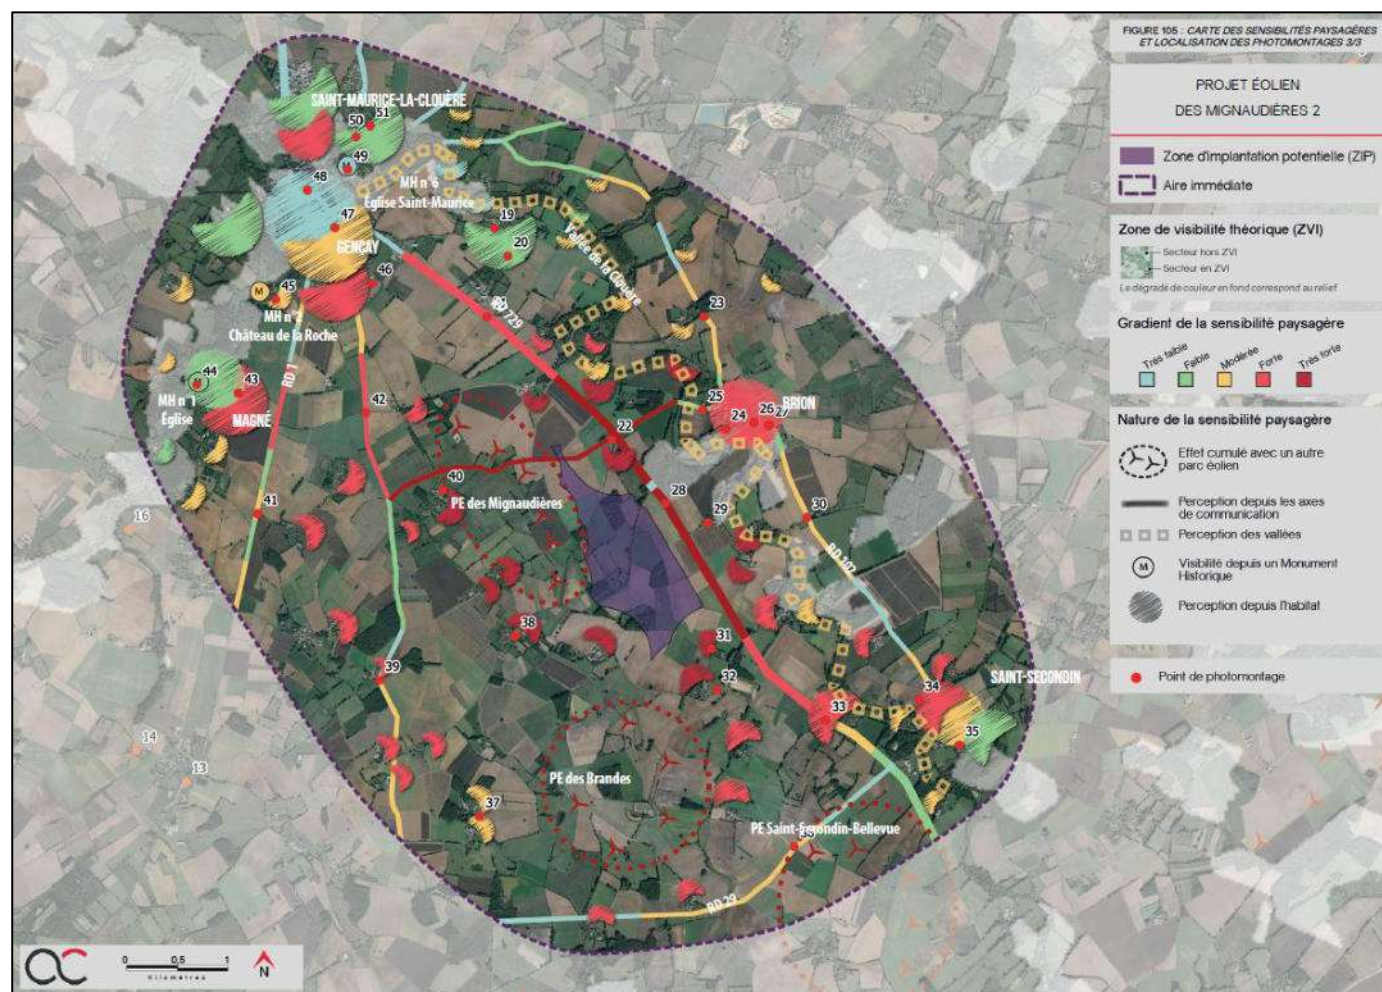 FIGURE 105 : CARTE DES SENSIBILITÉS PAYSAGÈRES
ET LOCALISATION DES PHOTOMONTAGES 3/3
PROJET ÉOLIEN
DES MIGNAUDIÈRES 2
Zone d'implantation potentielle (ZIP)
Aire immédiate
Zone de visibilité théorique (ZVI)
Secteur hors ZVI
Secteur en ZVI
Le dégradé de couleur en fond correspond au relief
Gradient de la sensibilité paysagère
Très faible
Faible
Modérée
Forte
Très forte
Nature de la sensibilité paysagère
Effet cumulé avec un autre
parc éolien
Perception depuis les axes
de communication
Perception des vallées
M
Visibilité depuis un Monument
Historique
Perception depuis l'habitat
Point de photomontage
SAINT-MAURICE-LA-CLOUÈRE
51
50
49
M
48
MH n°6
Église Saint-Maurice
47
GENÇAY
19
20
Vallée de la Clouère
46
45
M
MH n°2
Château de la Roche
RD 729
23
44
M
43
MH n°1
Église
MAGNÉ
RD 1
42
25
24
26
27
BRION
22
40
PE des Mignaudières
41
28
29
30
RD 102
16
38
31
32
39
33
34
SAINT-SECONDIN
35
14
13
PE des Brandes
37
PE Saint-Secondin-Bellevue
RD 29
0
0,5
1
Kilomètres
N